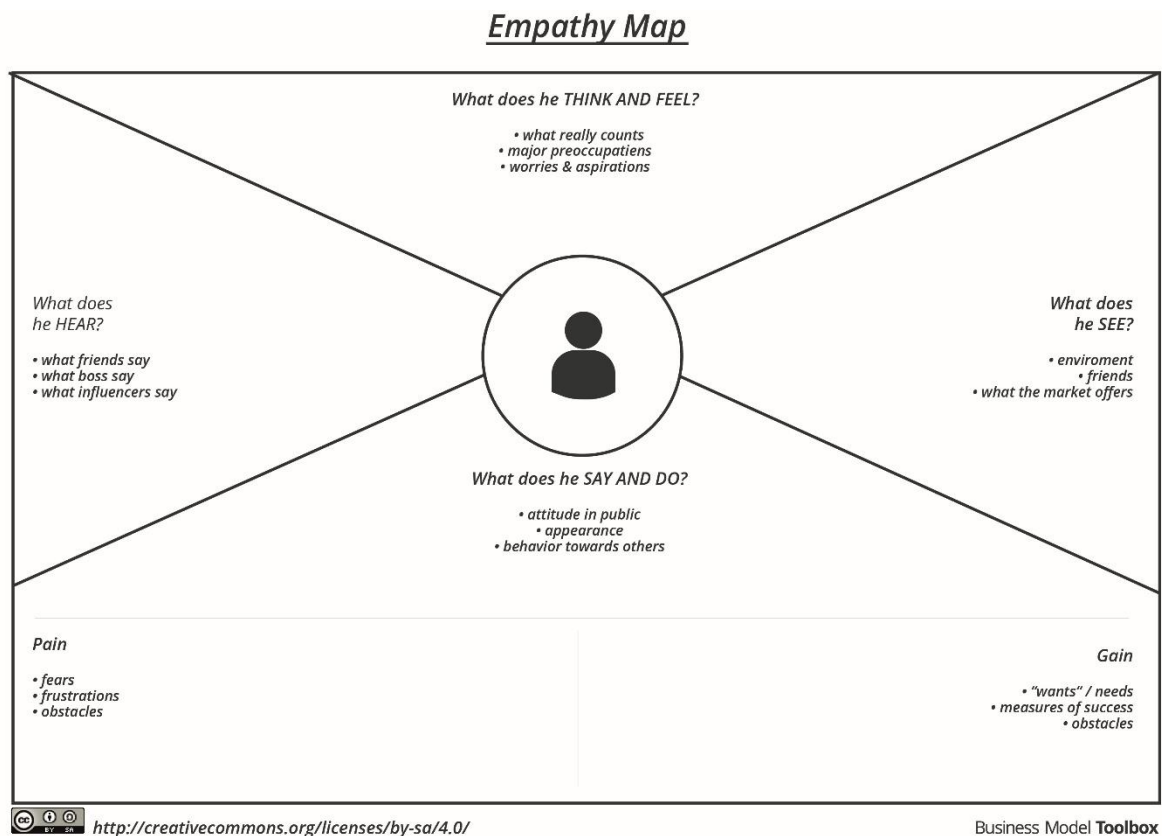 Empathy Map
What does he THINK AND FEEL?
• what really counts
• major preoccupatiens
• worries & aspirations
What does
he HEAR?
• what friends say
• what boss say
• what influencers say
What does
he SEE?
• enviroment
• friends
• what the market offers
What does he SAY AND DO?
• attitude in public
• appearance
• behavior towards others
Pain
• fears
• frustrations
• obstacles
Gain
• “wants” / needs
• measures of success
• obstacles
cc BY SA
http://creativecommons.org/licenses/by-sa/4.0/
Business Model Toolbox